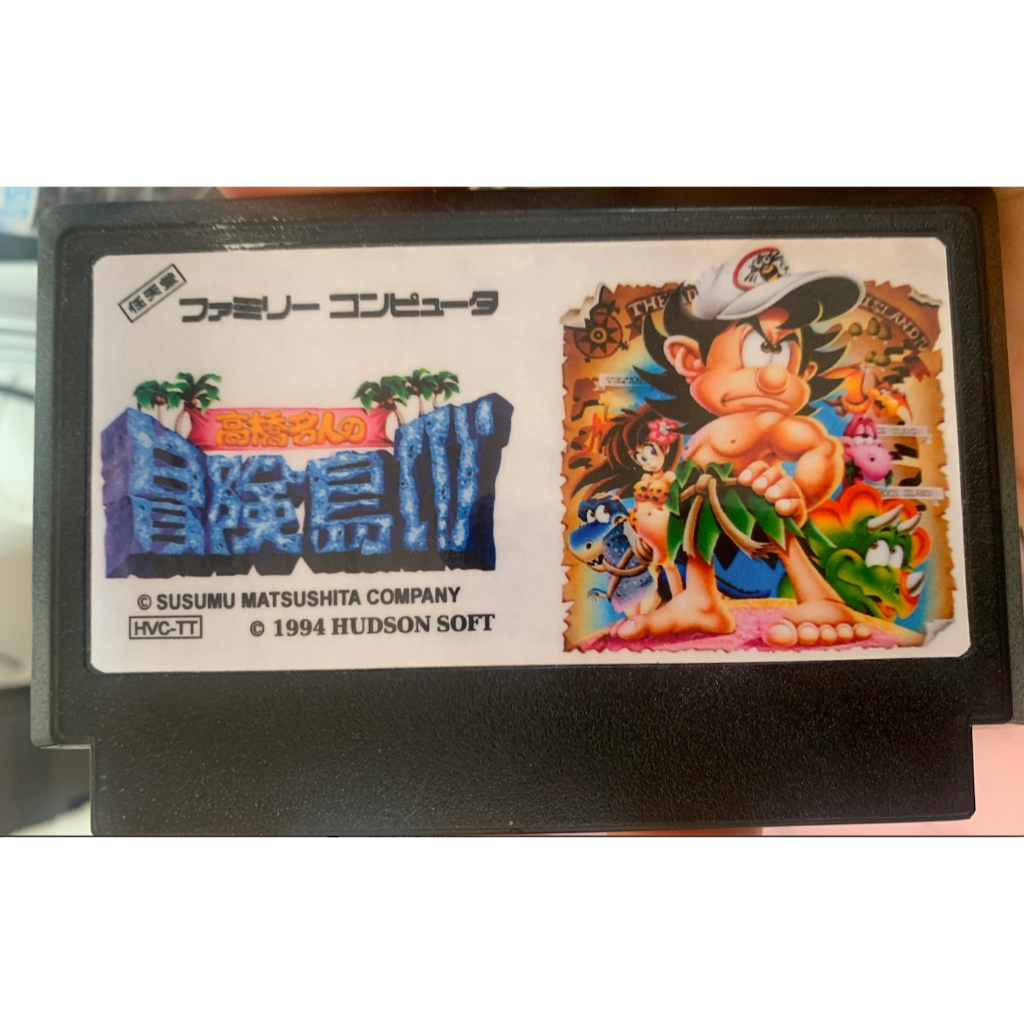 任天堂
ファミリー コンピュータ
高橋名人の
冒険島IV
© SUSUMU MATSUSHITA COMPANY
HVC-TT
© 1994 HUDSON SOFT